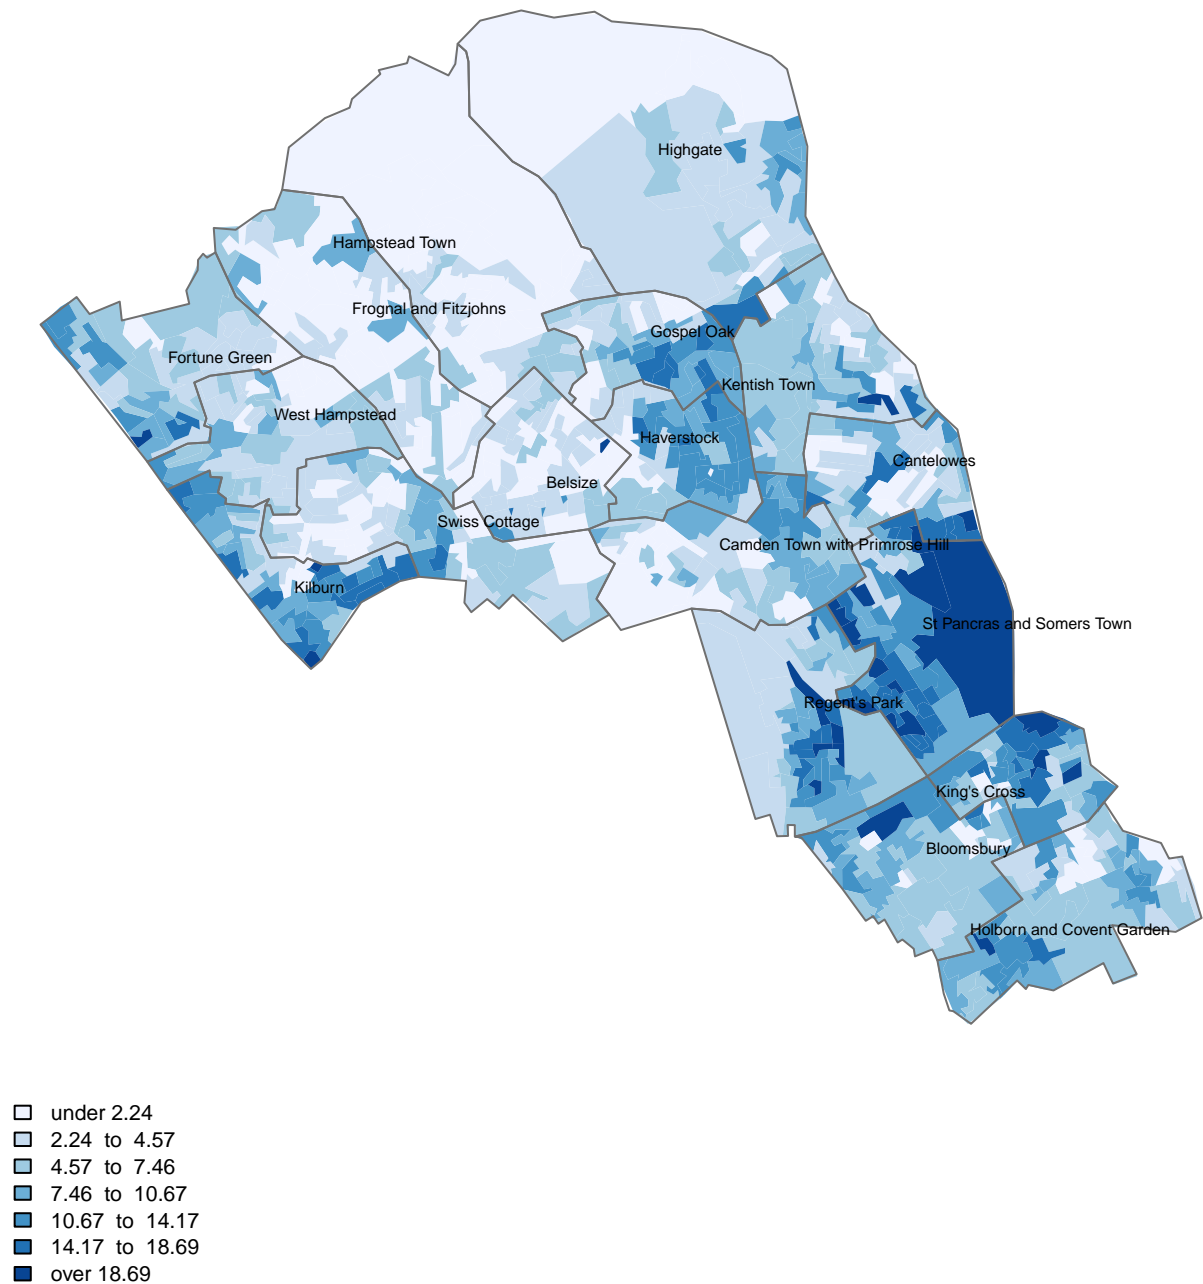 Highgate
Hampstead Town
Frognal and Fitzjohns
Gospel Oak
Fortune Green
Kentish Town
West Hampstead
Haverstock
Cantelowes
Belsize
Swiss Cottage
Camden Town with Primrose Hill
Kilburn
St Pancras and Somers Town
Regent's Park
King's Cross
Bloomsbury
Holborn and Covent Garden
under 2.24
2.24 to 4.57
4.57 to 7.46
7.46 to 10.67
10.67 to 14.17
14.17 to 18.69
over 18.69